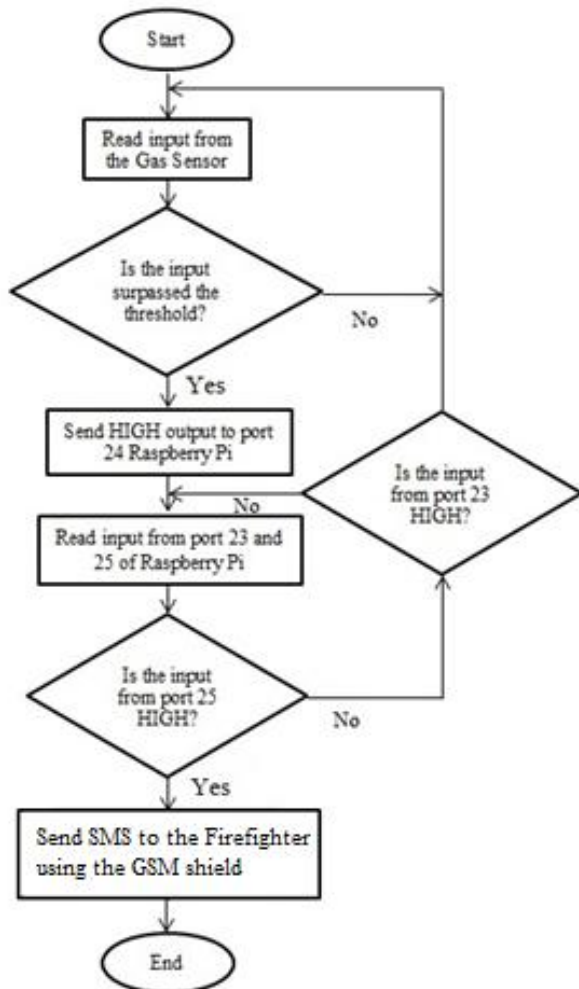 Start
Read input from
the Gas Sensor
Is the input
surpassed the
threshold?
No
Yes
Send HIGH output to port
24 Raspberry Pi
Is the input
from port 23
HIGH?
No
Read input from port 23 and
25 of Raspberry Pi
Is the input
from port 25
HIGH?
No
Yes
Send SMS to the Firefighter
using the GSM shield
End